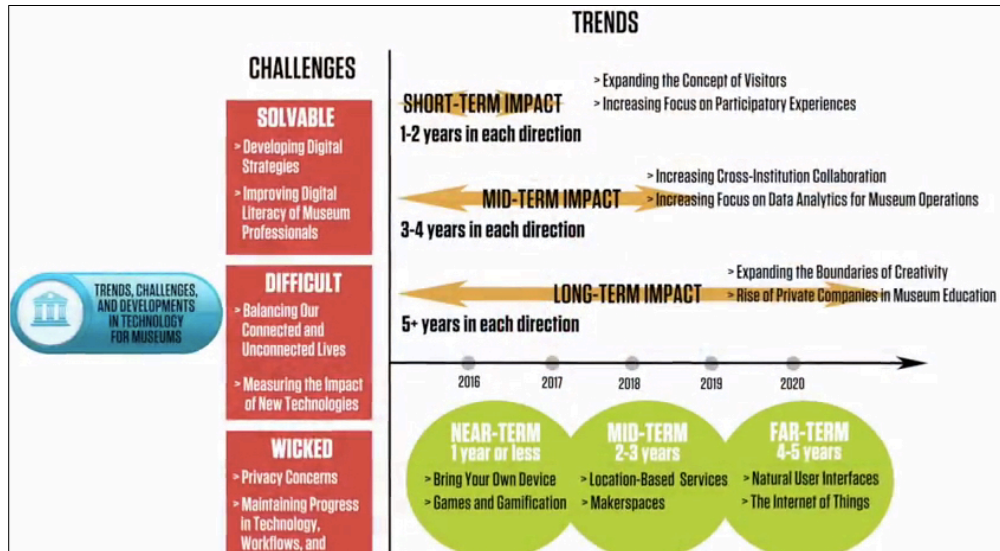 TRENDS
CHALLENGES
SOLVABLE
> Developing Digital
Strategies
> Improving Digital
Literacy of Museum
Professionals
DIFFICULT
> Balancing Our
Connected and
Unconnected Lives
> Measuring the Impact
of New Technologies
WICKED
> Privacy Concerns
> Maintaining Progress
in Technology,
Workflows, and
TRENDS, CHALLENGES,
AND DEVELOPMENTS
IN TECHNOLOGY
FOR MUSEUMS
SHORT-TERM IMPACT
1-2 years in each direction
> Expanding the Concept of Visitors
> Increasing Focus on Participatory Experiences
MID-TERM IMPACT
3-4 years in each direction
> Increasing Cross-Institution Collaboration
> Increasing Focus on Data Analytics for Museum Operations
LONG-TERM IMPACT
5+ years in each direction
> Expanding the Boundaries of Creativity
> Rise of Private Companies in Museum Education
2016 2017 2018 2019 2020
NEAR-TERM
1 year or less
> Bring Your Own Device
> Games and Gamification
MID-TERM
2-3 years
> Location-Based Services
> Makerspaces
FAR-TERM
4-5 years
> Natural User Interfaces
> The Internet of Things